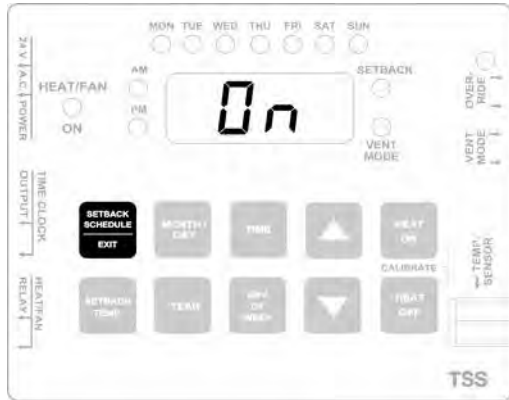 MON TUE WED THU FRI SAT SUN
24 V
A.C.
POWER
HEAT/FAN
ON
AM
PM
On
SETBACK
VENT
MODE
OVER-
RIDE
VENT
MODE
TIME CLOCK
OUTPUT
SETBACK
SCHEDULE
EXIT
MONTH /
DAY
TIME
HEAT
ON
CALIBRATE
TEMP.
SENSOR
HEAT/FAN
RELAY
SETBACK
TEMP
YEAR
DAY
OF
WEEK
HEAT
OFF
TSS